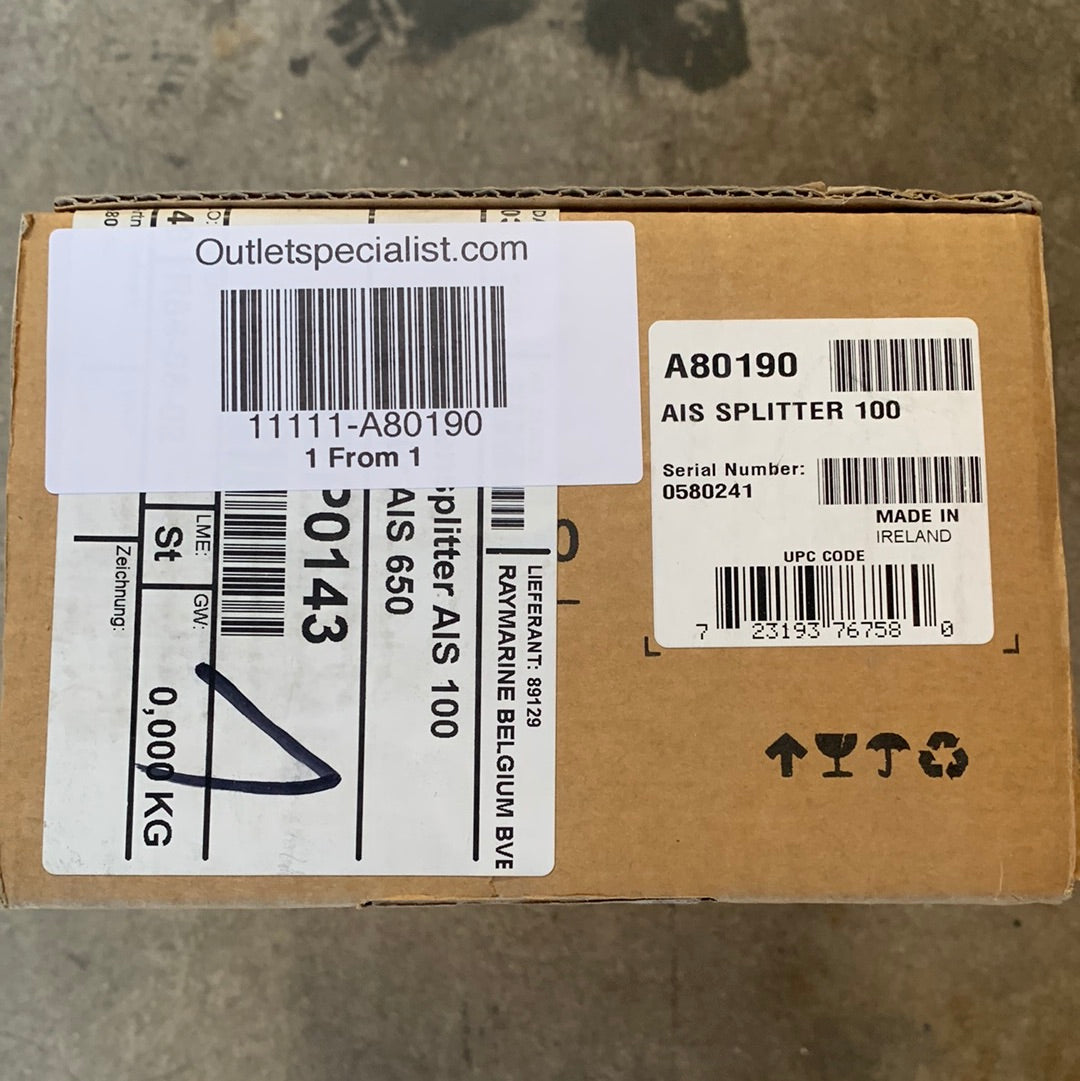 Outletspecialist.com
11111-A80190
1 From 1
A80190
AIS SPLITTER 100
Serial Number:
0580241
MADE IN
IRELAND
UPC CODE
7 23193 76758 0
LIEFERANT: 89129
RAYMARINE BELGIUM BVE
AIS 100
AIS 650
P0143
LME:
St
GW:
0,000 KG
Zeichnung: